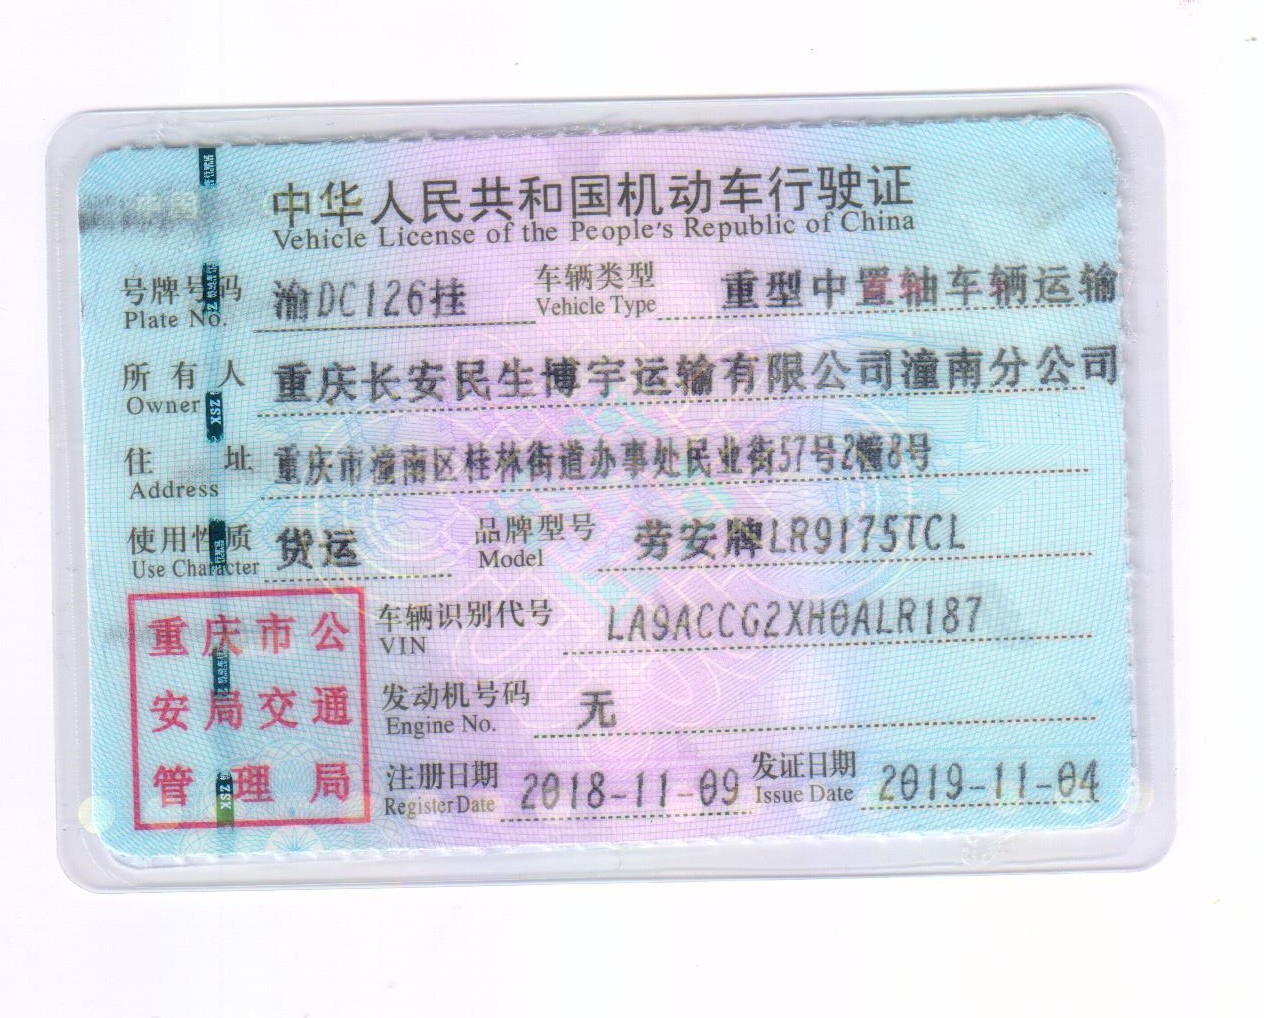 中华人民共和国机动车行驶证
Vehicle License of the People's Republic of China
号牌号码 渝DC126挂 车辆类型 重型中置轴车辆运输
Plate No. Vehicle Type
所有人 重庆长安民生博宇运输有限公司潼南分公司
Owner
住址 重庆市潼南区桂林街道办事处民业街57号2幢8号
Address
使用性质 货运 品牌型号 劳安牌LR9175TCL
Use Character Model
重庆市公
安局交通
管理局
车辆识别代号 LA9ACCG2XH0ALR187
VIN
发动机号码 无
Engine No.
注册日期 2018-11-09 发证日期 2019-11-04
Register Date Issue Date
XSZ
XSZ